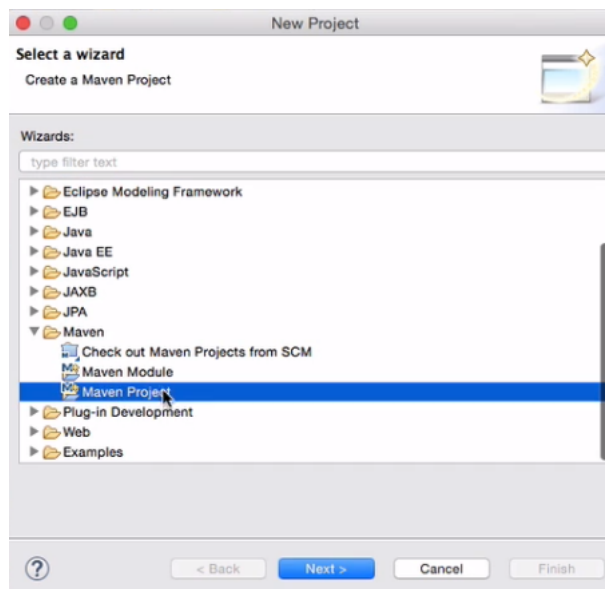 New Project
Select a wizard
Create a Maven Project
Wizards:
type filter text
Eclipse Modeling Framework
EJB
Java
Java EE
JavaScript
JAXB
JPA
Maven
Check out Maven Projects from SCM
Maven Module
Maven Project
Plug-in Development
Web
Examples
? < Back Next > Cancel Finish